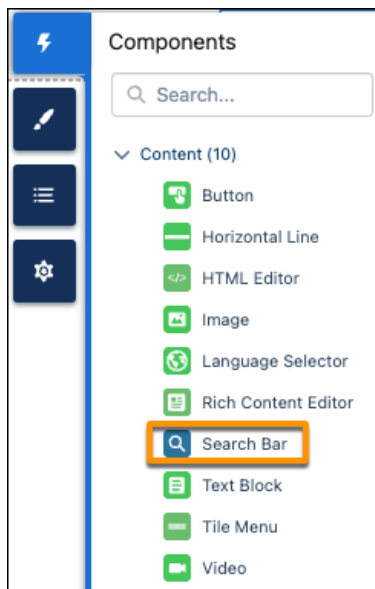 Components
Search...
Content (10)
Button
Horizontal Line
</> HTML Editor
Image
Language Selector
Rich Content Editor
Search Bar
Text Block
Tile Menu
Video